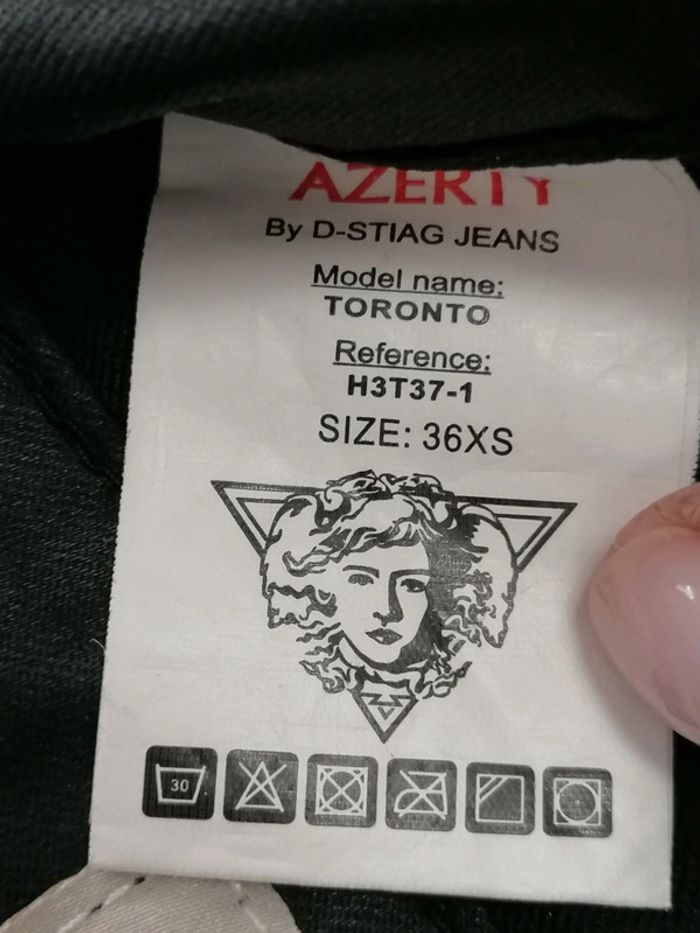 AZERTY
By D-STIAG JEANS
Model name:
TORONTO
Reference:
H3T37-1
SIZE: 36XS
30